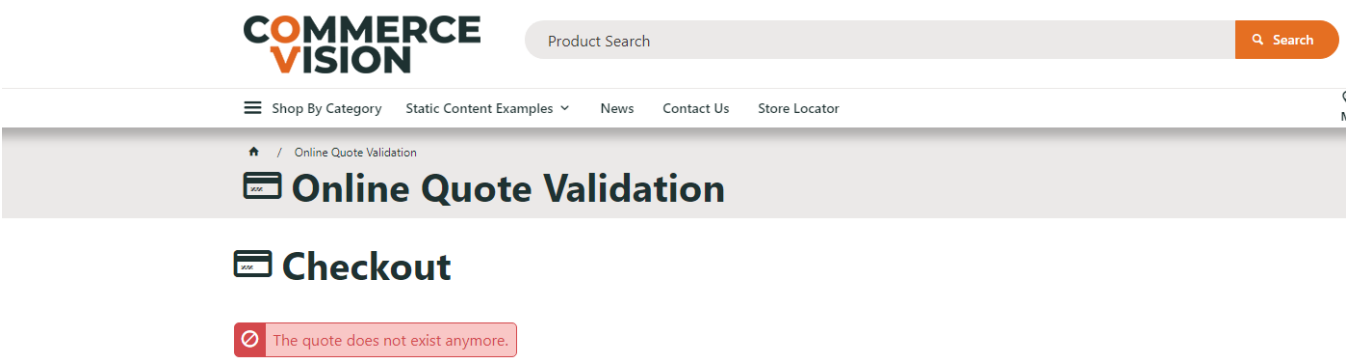 COMMERCE
VISION
Product Search
Search
Shop By Category Static Content Examples News Contact Us Store Locator
/ Online Quote Validation
Online Quote Validation
Checkout
The quote does not exist anymore.